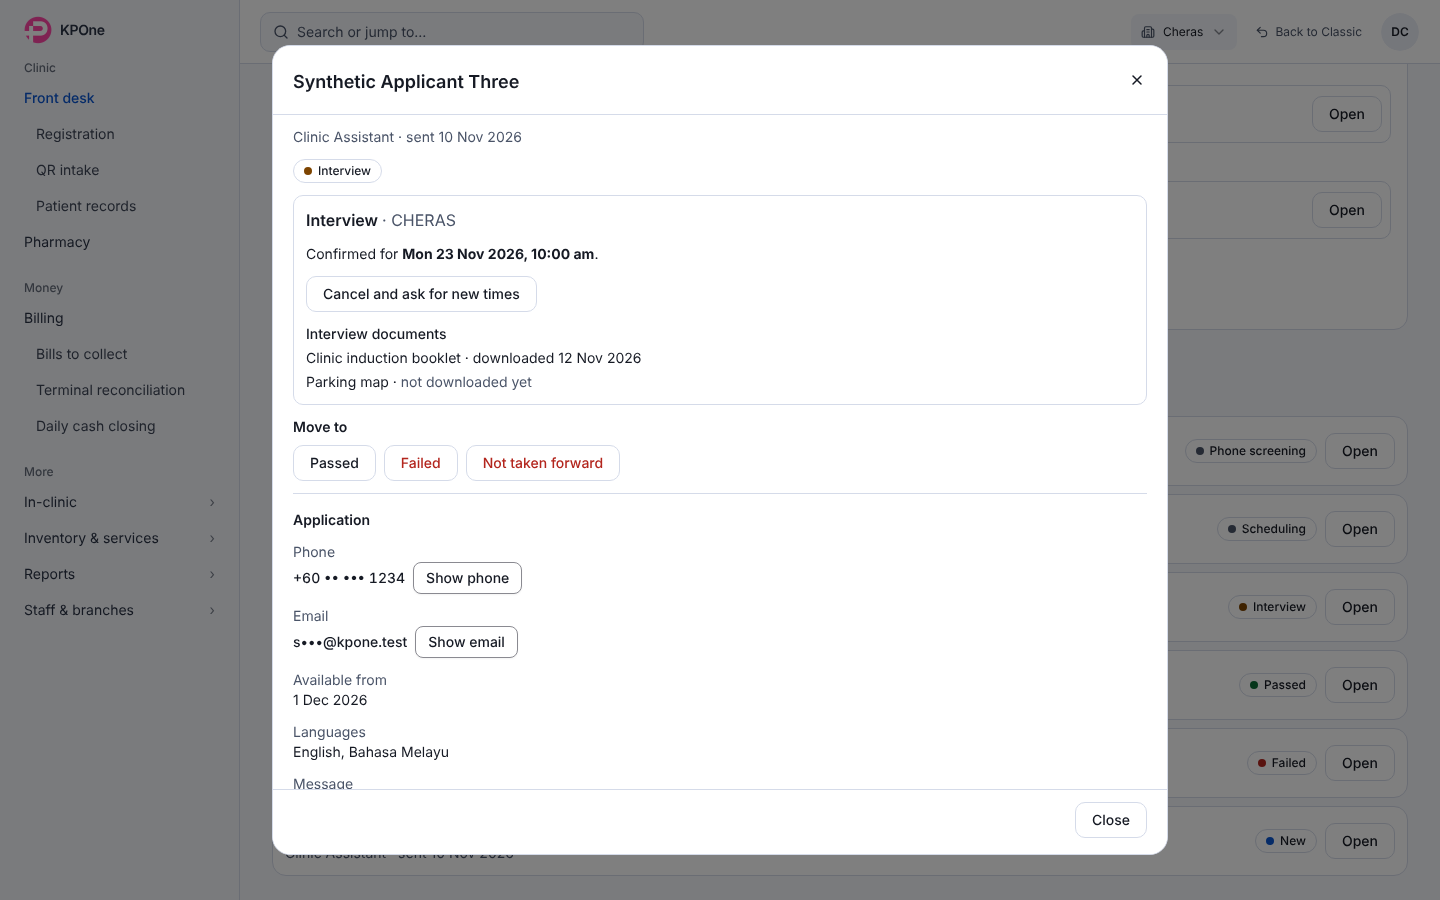 KPOne
Search or jump to...
Cheras
Back to Classic
DC
Clinic
Front desk
Registration
QR intake
Patient records
Pharmacy
Money
Billing
Bills to collect
Terminal reconciliation
Daily cash closing
More
In-clinic
Inventory & services
Reports
Staff & branches
Synthetic Applicant Three
Clinic Assistant · sent 10 Nov 2026
Interview
Interview · CHERAS
Confirmed for Mon 23 Nov 2026, 10:00 am.
Cancel and ask for new times
Interview documents
Clinic induction booklet · downloaded 12 Nov 2026
Parking map · not downloaded yet
Move to
Passed
Failed
Not taken forward
Application
Phone
+60 •• ••• 1234
Show phone
Email
s•••@kpone.test
Show email
Available from
1 Dec 2026
Languages
English, Bahasa Melayu
Message
Close
Open
Open
Phone screening
Open
Scheduling
Open
Interview
Open
Passed
Open
Failed
Open
New
Open
Clinic Assistant · sent 10 Nov 2026